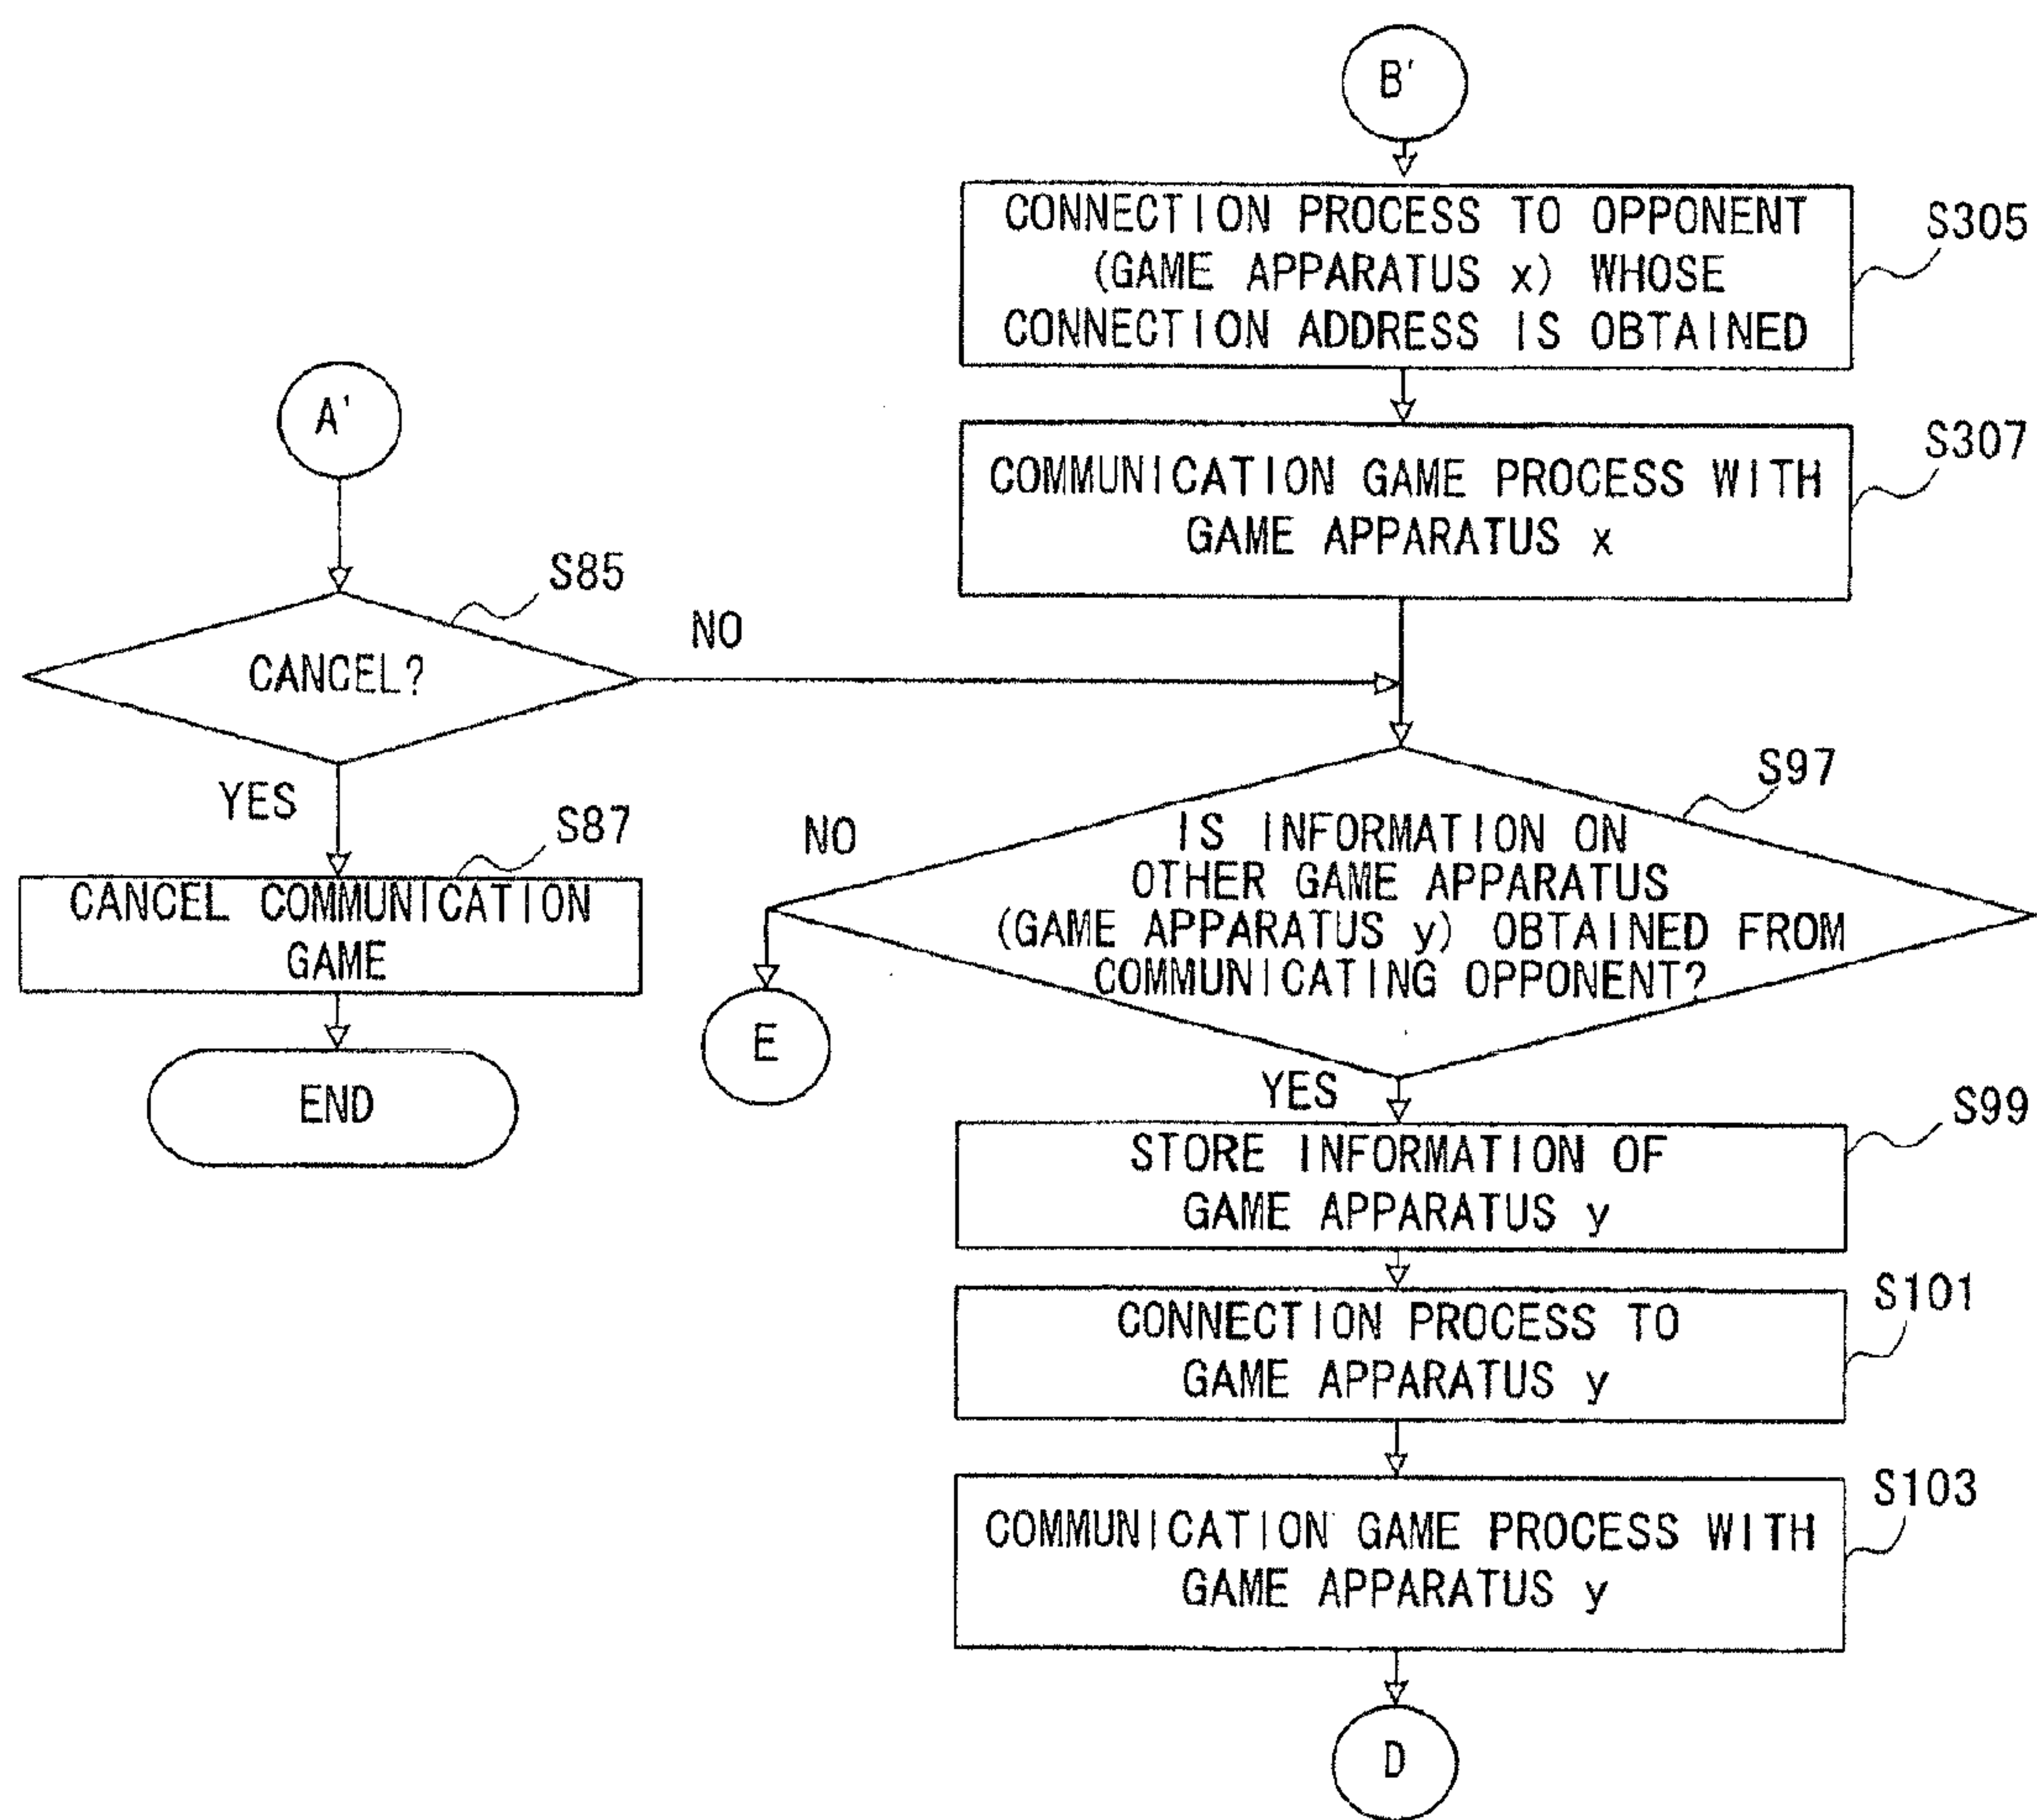 B'
CONNECTION PROCESS TO OPPONENT
(GAME APPARATUS x) WHOSE
CONNECTION ADDRESS IS OBTAINED
S305
COMMUNICATION GAME PROCESS WITH
GAME APPARATUS x
S307
A'
S85
CANCEL?
NO
YES
S87
CANCEL COMMUNICATION
GAME
END
S97
IS INFORMATION ON
OTHER GAME APPARATUS
(GAME APPARATUS y) OBTAINED FROM
COMMUNICATING OPPONENT?
NO
E
YES
S99
STORE INFORMATION OF
GAME APPARATUS y
S101
CONNECTION PROCESS TO
GAME APPARATUS y
S103
COMMUNICATION GAME PROCESS WITH
GAME APPARATUS y
D